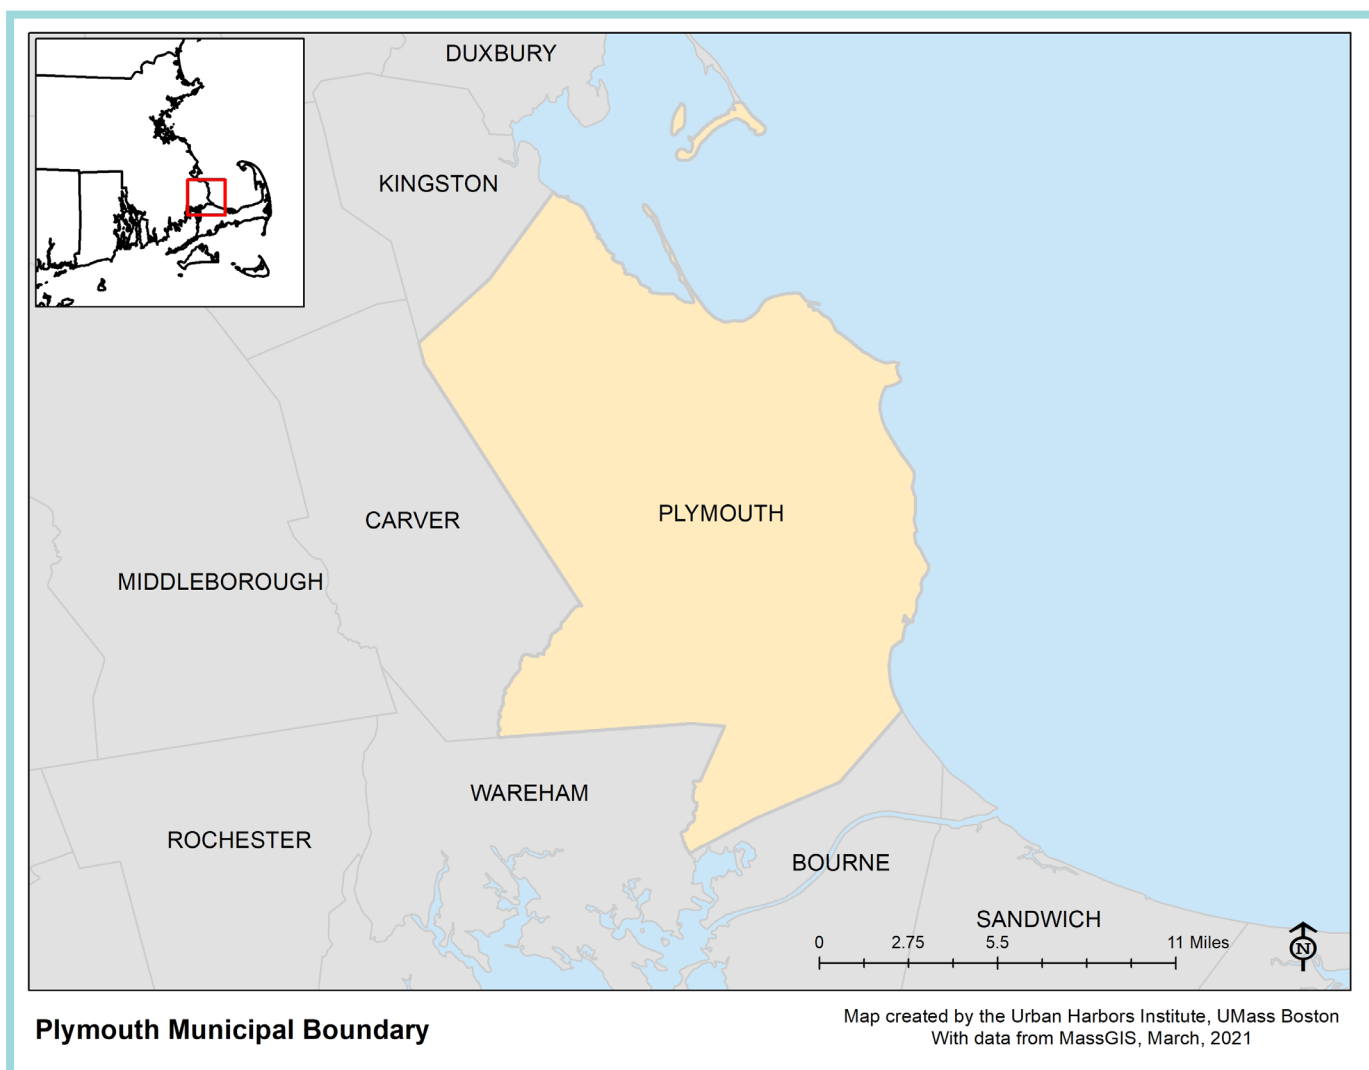 DUXBURY
KINGSTON
PLYMOUTH
CARVER
MIDDLEBOROUGH
WAREHAM
ROCHESTER
BOURNE
SANDWICH
0 2.75 5.5 11 Miles
N
Plymouth Municipal Boundary
Map created by the Urban Harbors Institute, UMass Boston
With data from MassGIS, March, 2021